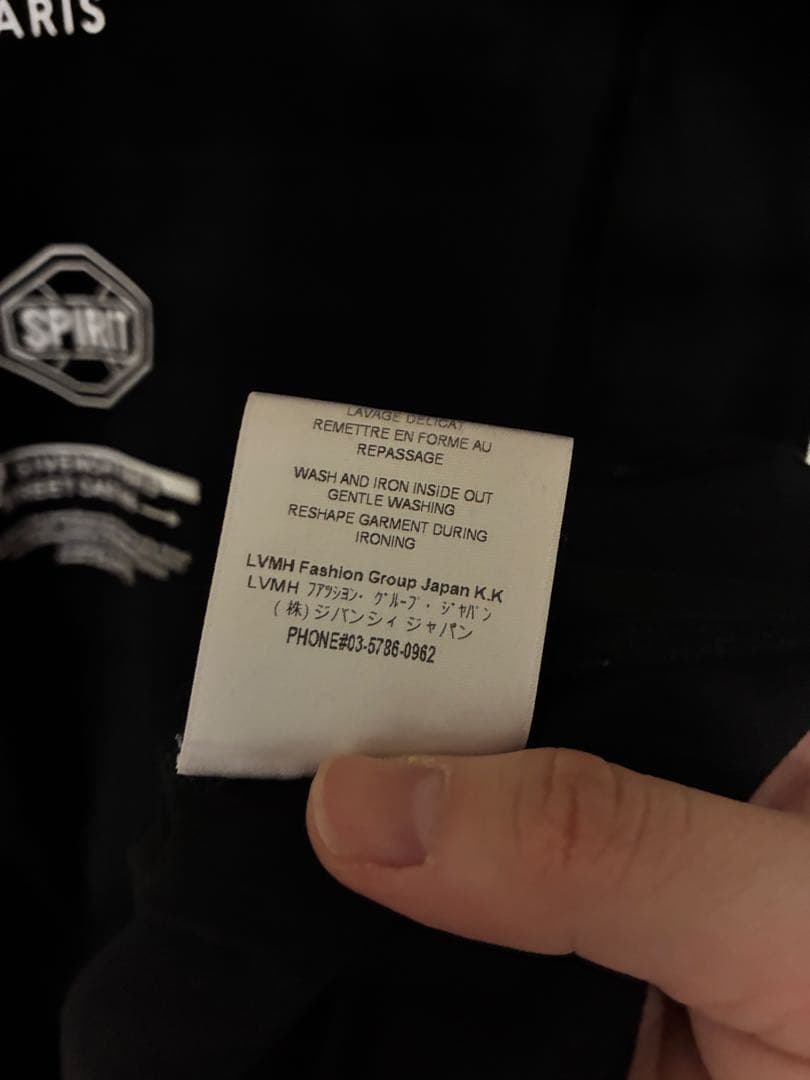 ARIS
SPIRIT
LAVAGE DELICAT
REMETTRE EN FORME AU
REPASSAGE
WASH AND IRON INSIDE OUT
GENTLE WASHING
RESHAPE GARMENT DURING
IRONING
LVMH Fashion Group Japan K.K
LVMH ファッション・グループ・ジャパン
(株)ジバンシィ ジャパン
PHONE#03-5786-0962